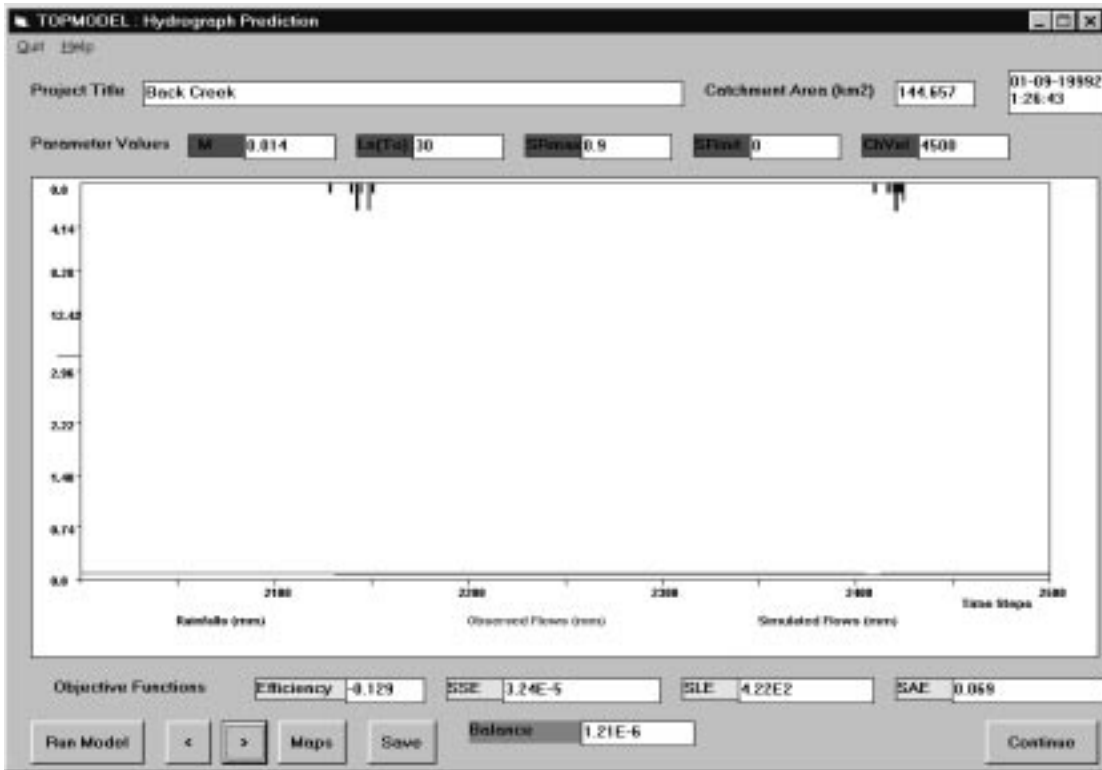 TOPMODEL : Hydrograph Prediction
Quit Help
Project Title Back Creek Catchment Area (km2) 144.657 01-09-19992
1:26:43
Parameter Values M 0.014 Ln(To) 30 SRmax 0.9 SRinit 0 ChVel 4500
0.0
4.14
8.28
12.42
2.96
2.22
1.48
0.74
0.0
2100 2200 2300 2400 2500
Time Steps
Rainfalls (mm) Observed Flows (mm) Simulated Flows (mm)
Objective Functions Efficiency -0.129 SSE 3.24E-5 SLE 4.22E2 SAE 0.069
Balance 1.21E-6
Run Model < > Maps Save Continue